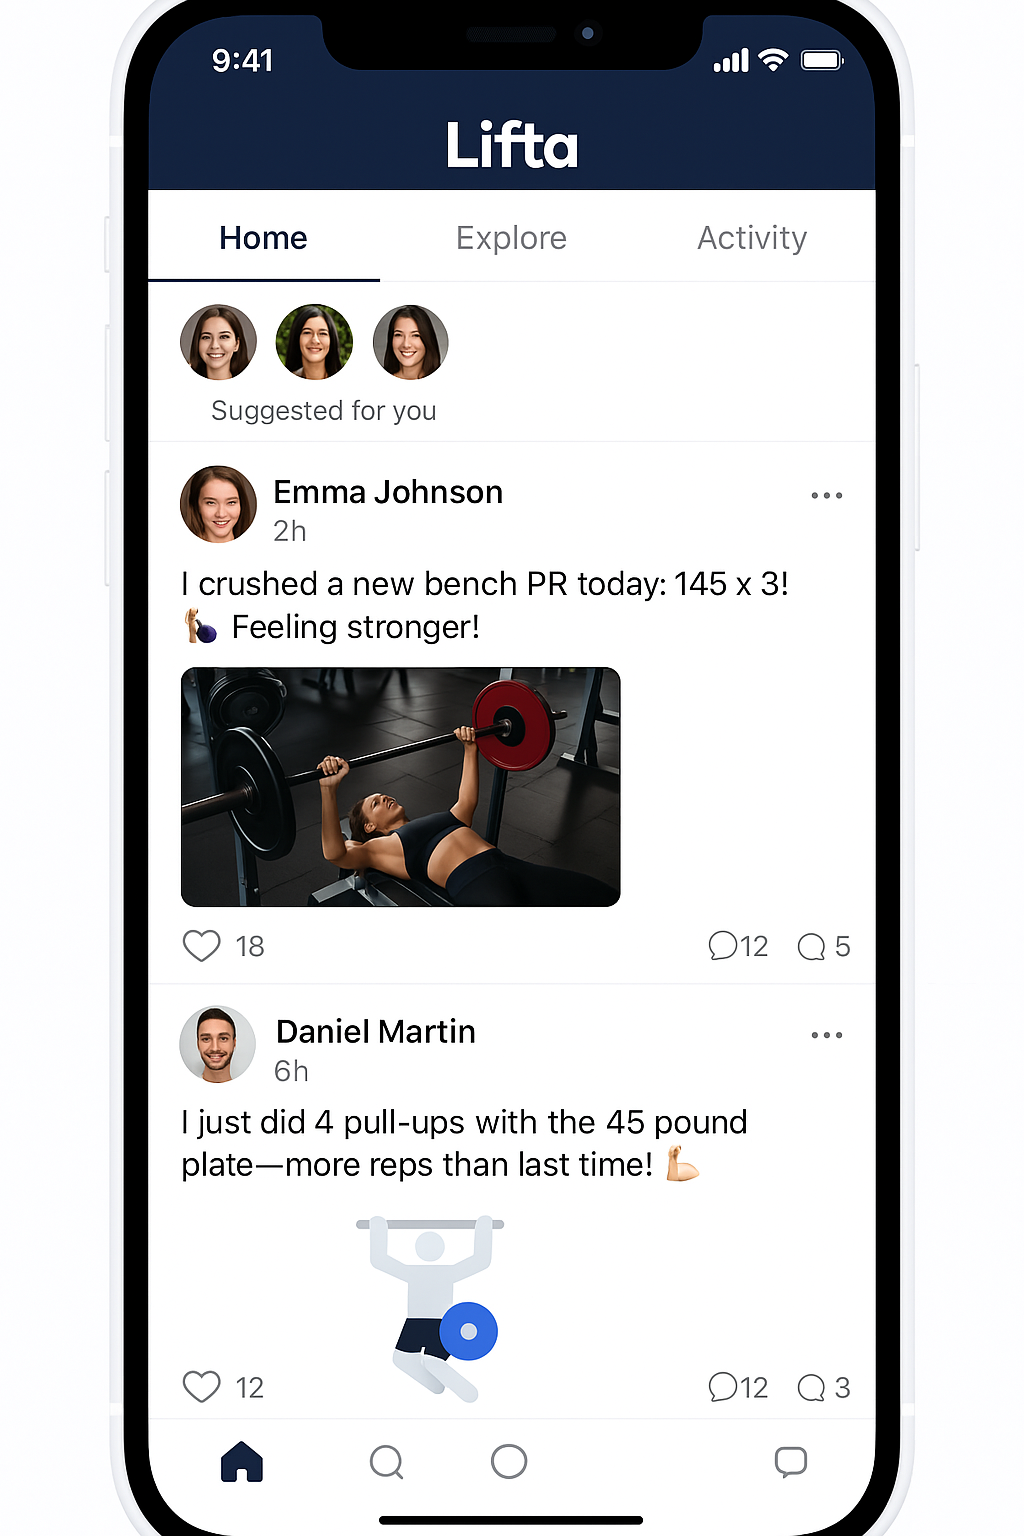 9:41
Lifta
Home Explore Activity
Suggested for you
Emma Johnson
2h
I crushed a new bench PR today: 145 x 3!
Feeling stronger!
18 12 5
Daniel Martin
6h
I just did 4 pull-ups with the 45 pound
plate—more reps than last time! 💪
12 12 3